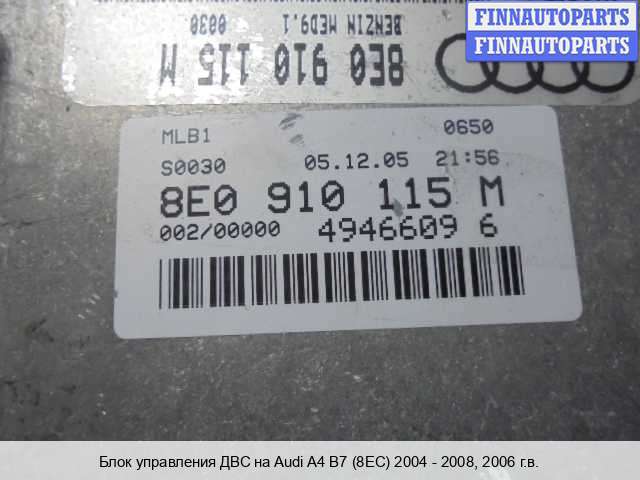 FINNAUTOPARTS
FINNAUTOPARTS
FINNAUTOPARTS
8E0 910 115 M
BENZIN MED9.1 0030
MLB1 0650
S0030 05.12.05 21:56
8E0 910 115 M
002/00000 4946609 6
Блок управления ДВС на Audi A4 B7 (8EC) 2004 - 2008, 2006 г.в.